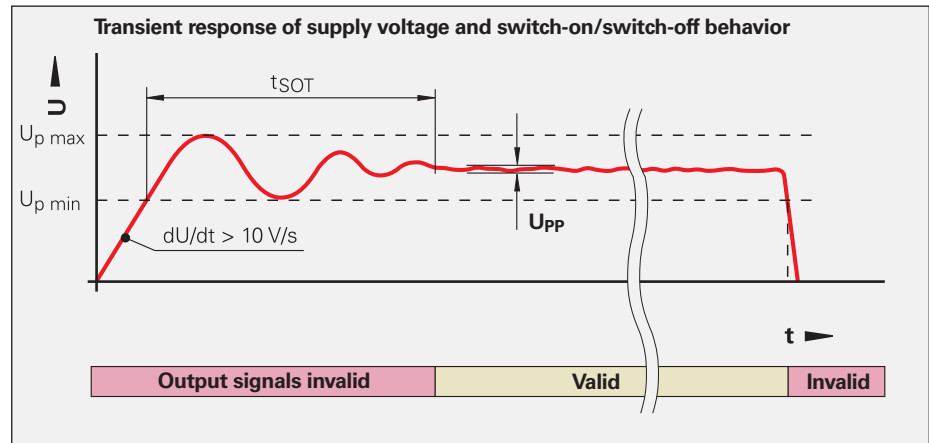 Transient response of supply voltage and switch-on/switch-off behavior
U
tSOT
Up max
Up min
UPP
dU/dt > 10 V/s
t
Output signals invalid Valid Invalid